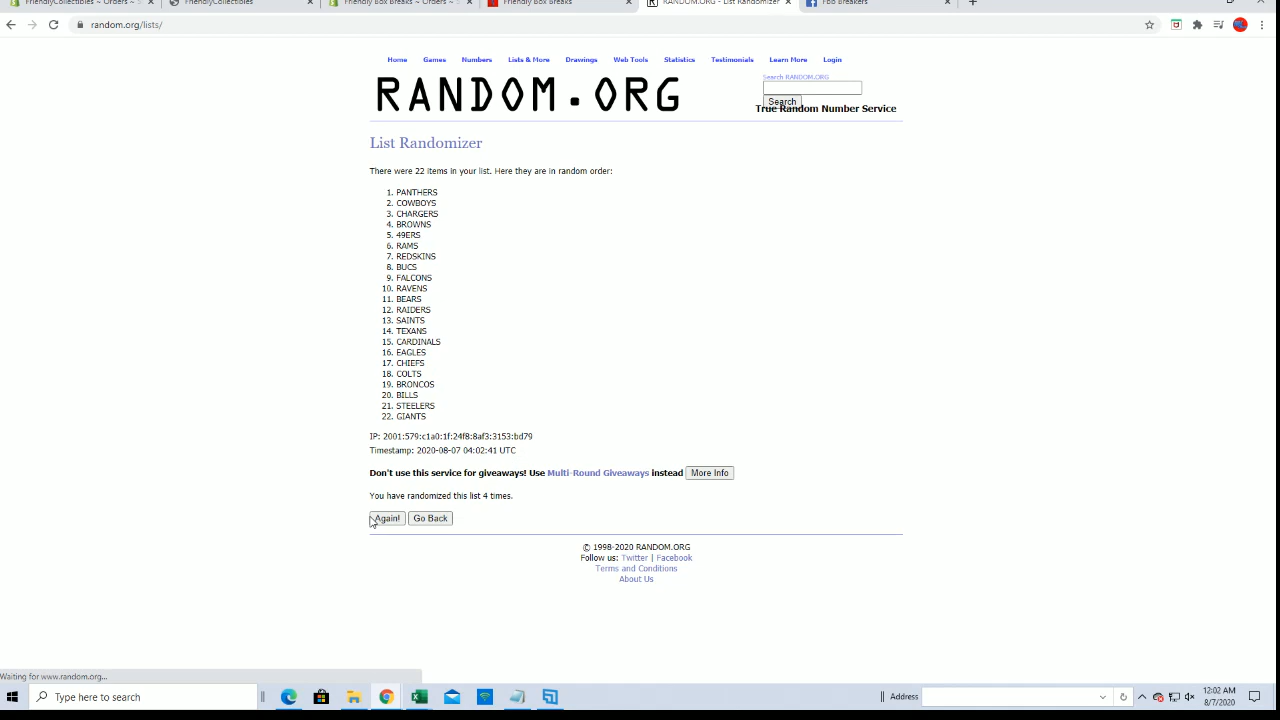 FriendlyCollectibles ~ Orders ~ S
FriendlyCollectibles
Friendly Box Breaks ~ Orders ~ S
Friendly Box Breaks
RANDOM.ORG - List Randomizer
Fbb Breakers
random.org/lists/
Home Games Numbers Lists & More Drawings Web Tools Statistics Testimonials Learn More Login
Search RANDOM.ORG
RANDOM.ORG
Search
True Random Number Service
List Randomizer
There were 22 items in your list. Here they are in random order:
1. PANTHERS
2. COWBOYS
3. CHARGERS
4. BROWNS
5. 49ERS
6. RAMS
7. REDSKINS
8. BUCS
9. FALCONS
10. RAVENS
11. BEARS
12. RAIDERS
13. SAINTS
14. TEXANS
15. CARDINALS
16. EAGLES
17. CHIEFS
18. COLTS
19. BRONCOS
20. BILLS
21. STEELERS
22. GIANTS
IP: 2001:579:c1a0:1f:24f8:8af3:3153:bd79
Timestamp: 2020-08-07 04:02:41 UTC
Don't use this service for giveaways! Use Multi-Round Giveaways instead More Info
You have randomized this list 4 times.
Again! Go Back
© 1998-2020 RANDOM.ORG
Follow us: Twitter | Facebook
Terms and Conditions
About Us
Waiting for www.random.org...
Type here to search
Address
12:02 AM
8/7/2020